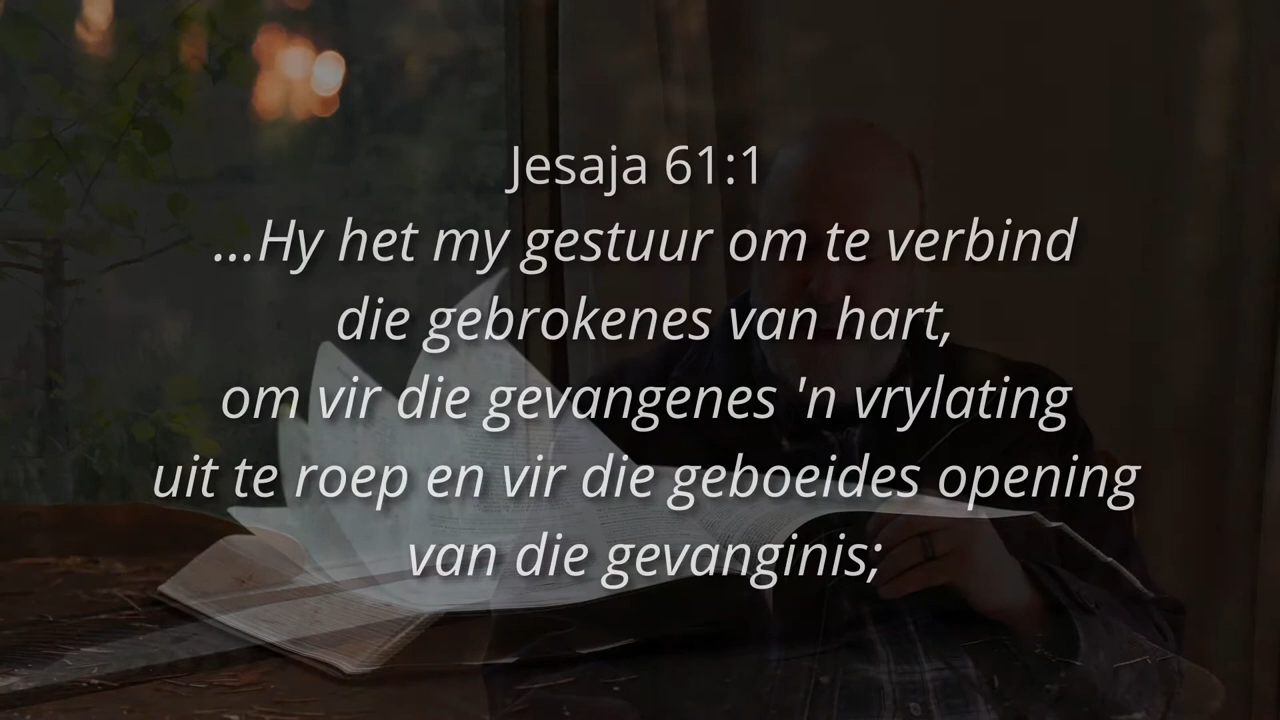 Jesaja 61:1
...Hy het my gestuur om te verbind
die gebrokenes van hart,
om vir die gevangenes 'n vrylating
uit te roep en vir die geboeides opening
van die gevanginis;